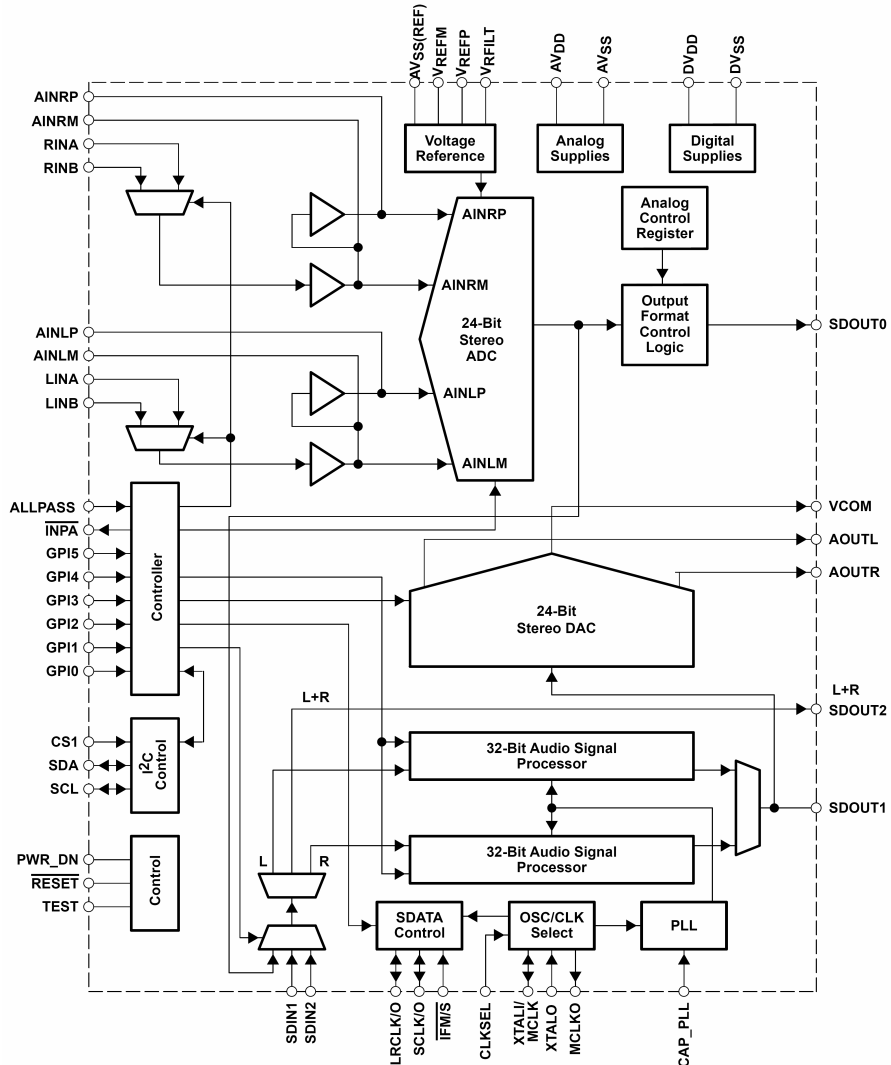 AVSS(REF)
VREFM
VREFP
VRFILT
AVDD
AVSS
DVDD
DVSS
AINRP
AINRM
RINA
RINB
Voltage
Reference
Analog
Supplies
Digital
Supplies
AINRP
AINRM
24-Bit
Stereo
ADC
AINLP
AINLM
Analog
Control
Register
Output
Format
Control
Logic
SDOUT0
AINLP
AINLM
LINA
LINB
ALLPASS
INPA
GPI5
GPI4
GPI3
GPI2
GPI1
GPI0
Controller
VCOM
AOUTL
AOUTR
24-Bit
Stereo DAC
L+R
L+R
SDOUT2
CS1
SDA
SCL
I2C
Control
32-Bit Audio Signal
Processor
SDOUT1
PWR_DN
RESET
TEST
Control
L
R
32-Bit Audio Signal
Processor
SDATA
Control
OSC/CLK
Select
PLL
SDIN1
SDIN2
LRCLK/O
SCLK/O
IFM/S
CLKSEL
XTALI/
MCLK
XTALO
MCLKO
CAP_PLL